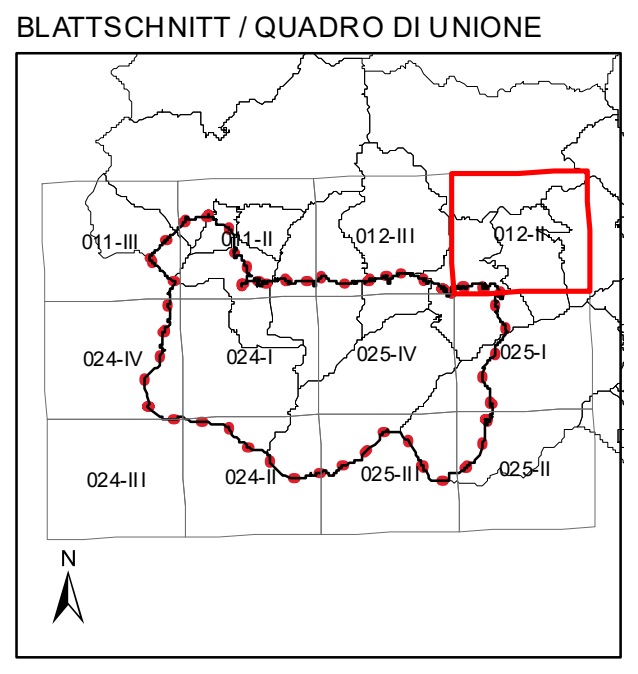 BLATTSCHNITT / QUADRO DI UNIONE
011-III
011-II
012-III
012-II
024-IV
024-I
025-IV
025-I
024-III
024-II
025-III
025-II
N